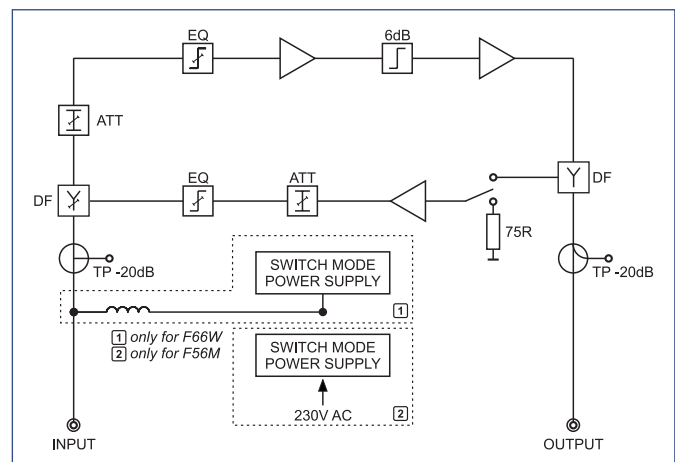 EQ
6dB
ATT
EQ
ATT
DF
DF
75R
TP -20dB
TP -20dB
SWITCH MODE
POWER SUPPLY
1
1 only for F66W
2 only for F56M
SWITCH MODE
POWER SUPPLY
230V AC
2
INPUT
OUTPUT